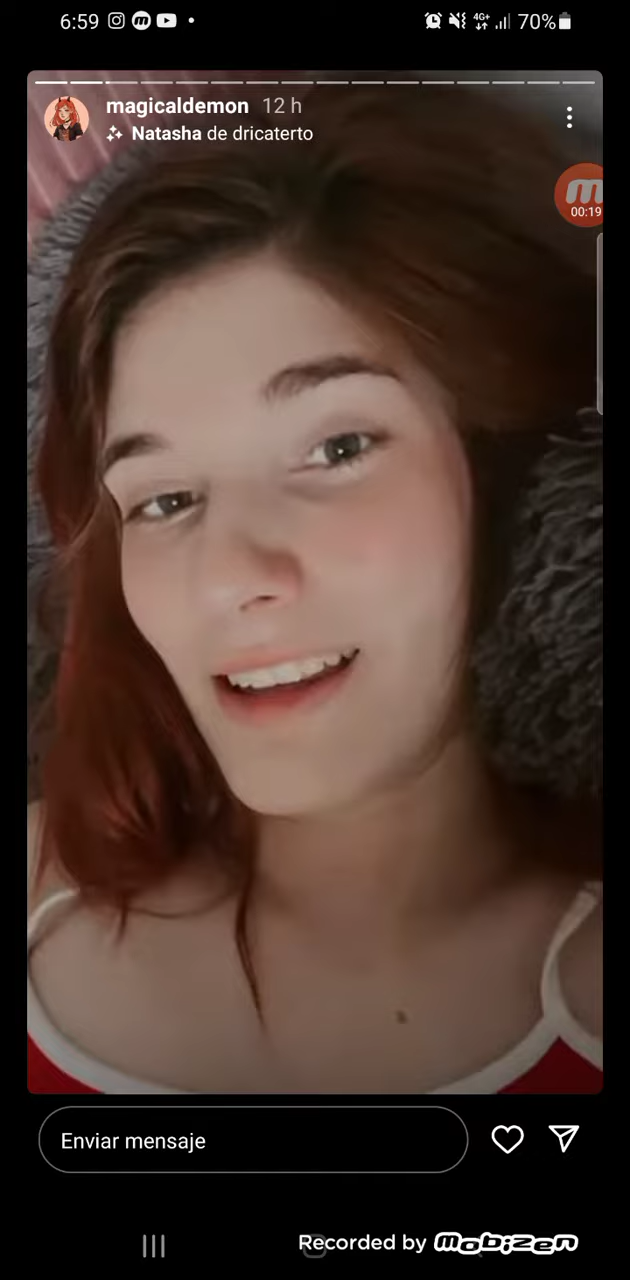 6:59
4G+
70%
magicaldemon 12 h
Natasha de dricaterto
00:19
Enviar mensaje
Recorded by Mobizen